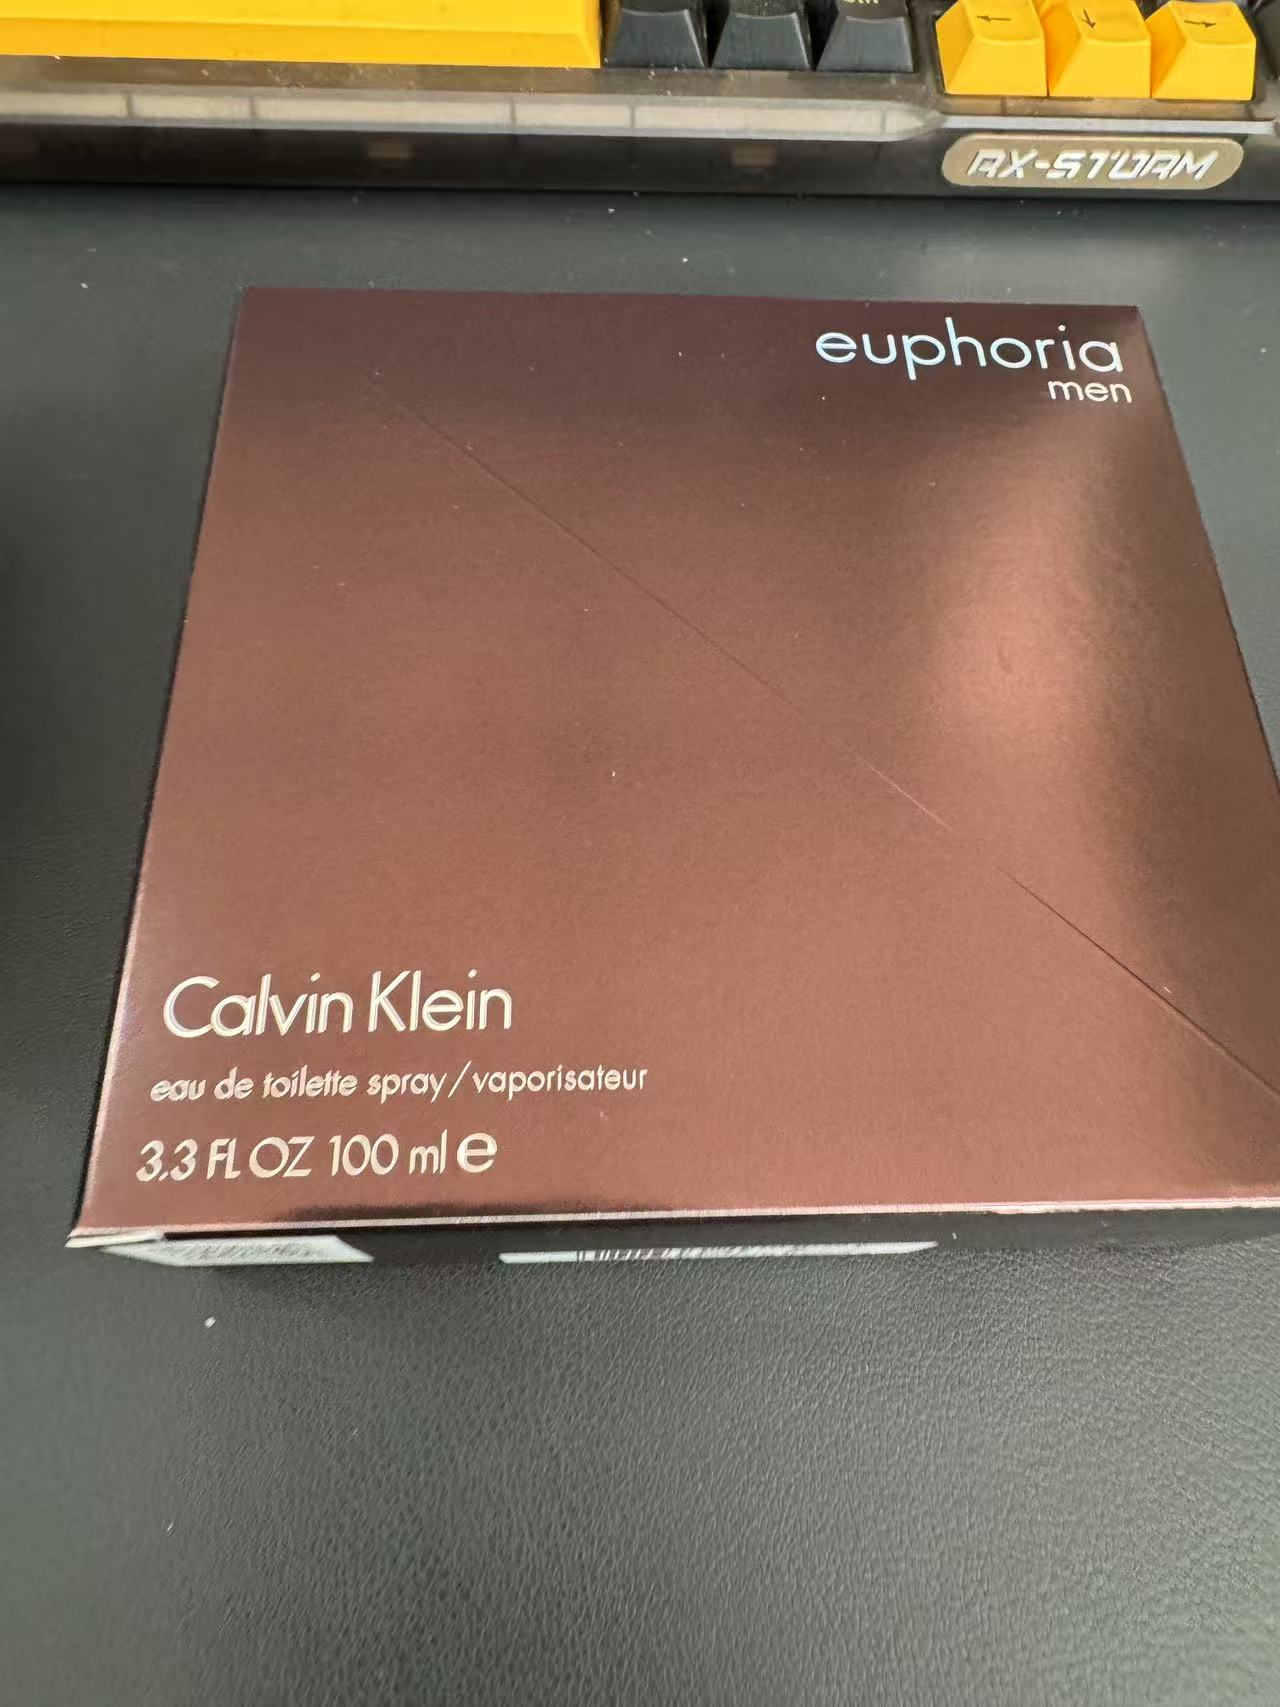 RX-STORM
euphoria
men
Calvin Klein
eau de toilette spray/vaporisateur
3.3 FL OZ 100 ml e